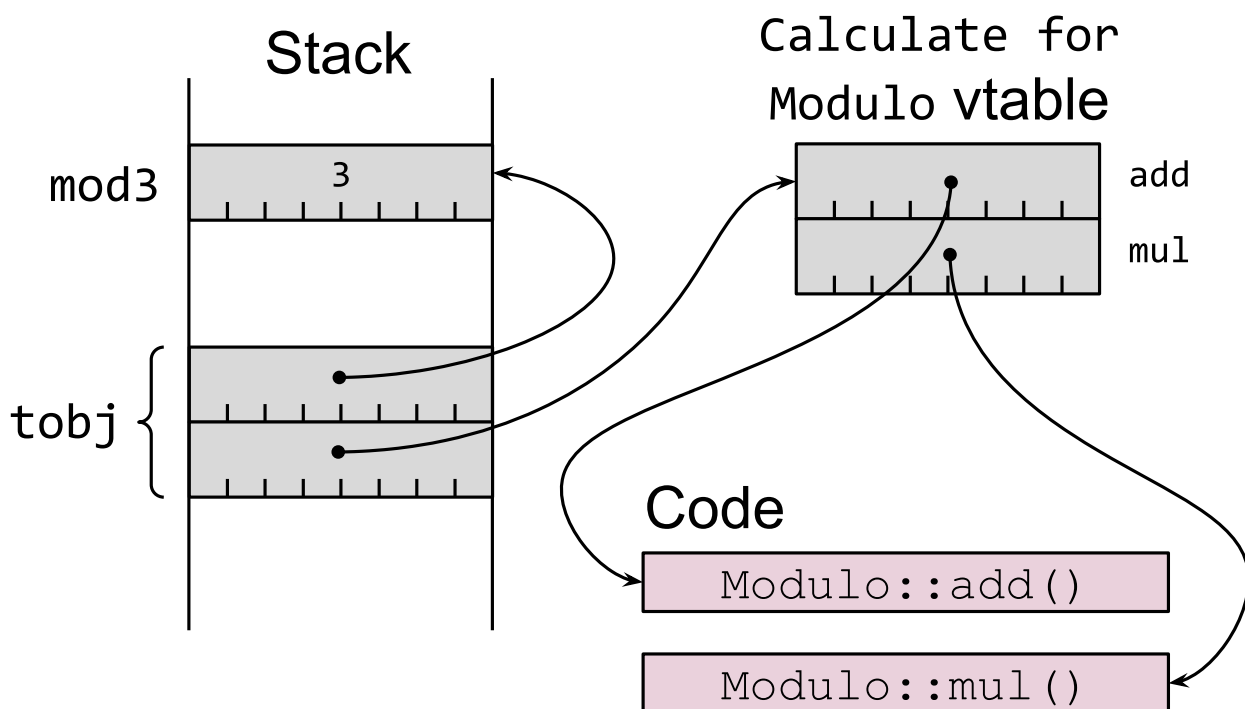 Stack
Calculate for
Modulo vtable
mod3
3
add
mul
tobj
Code
Modulo::add()
Modulo::mul()